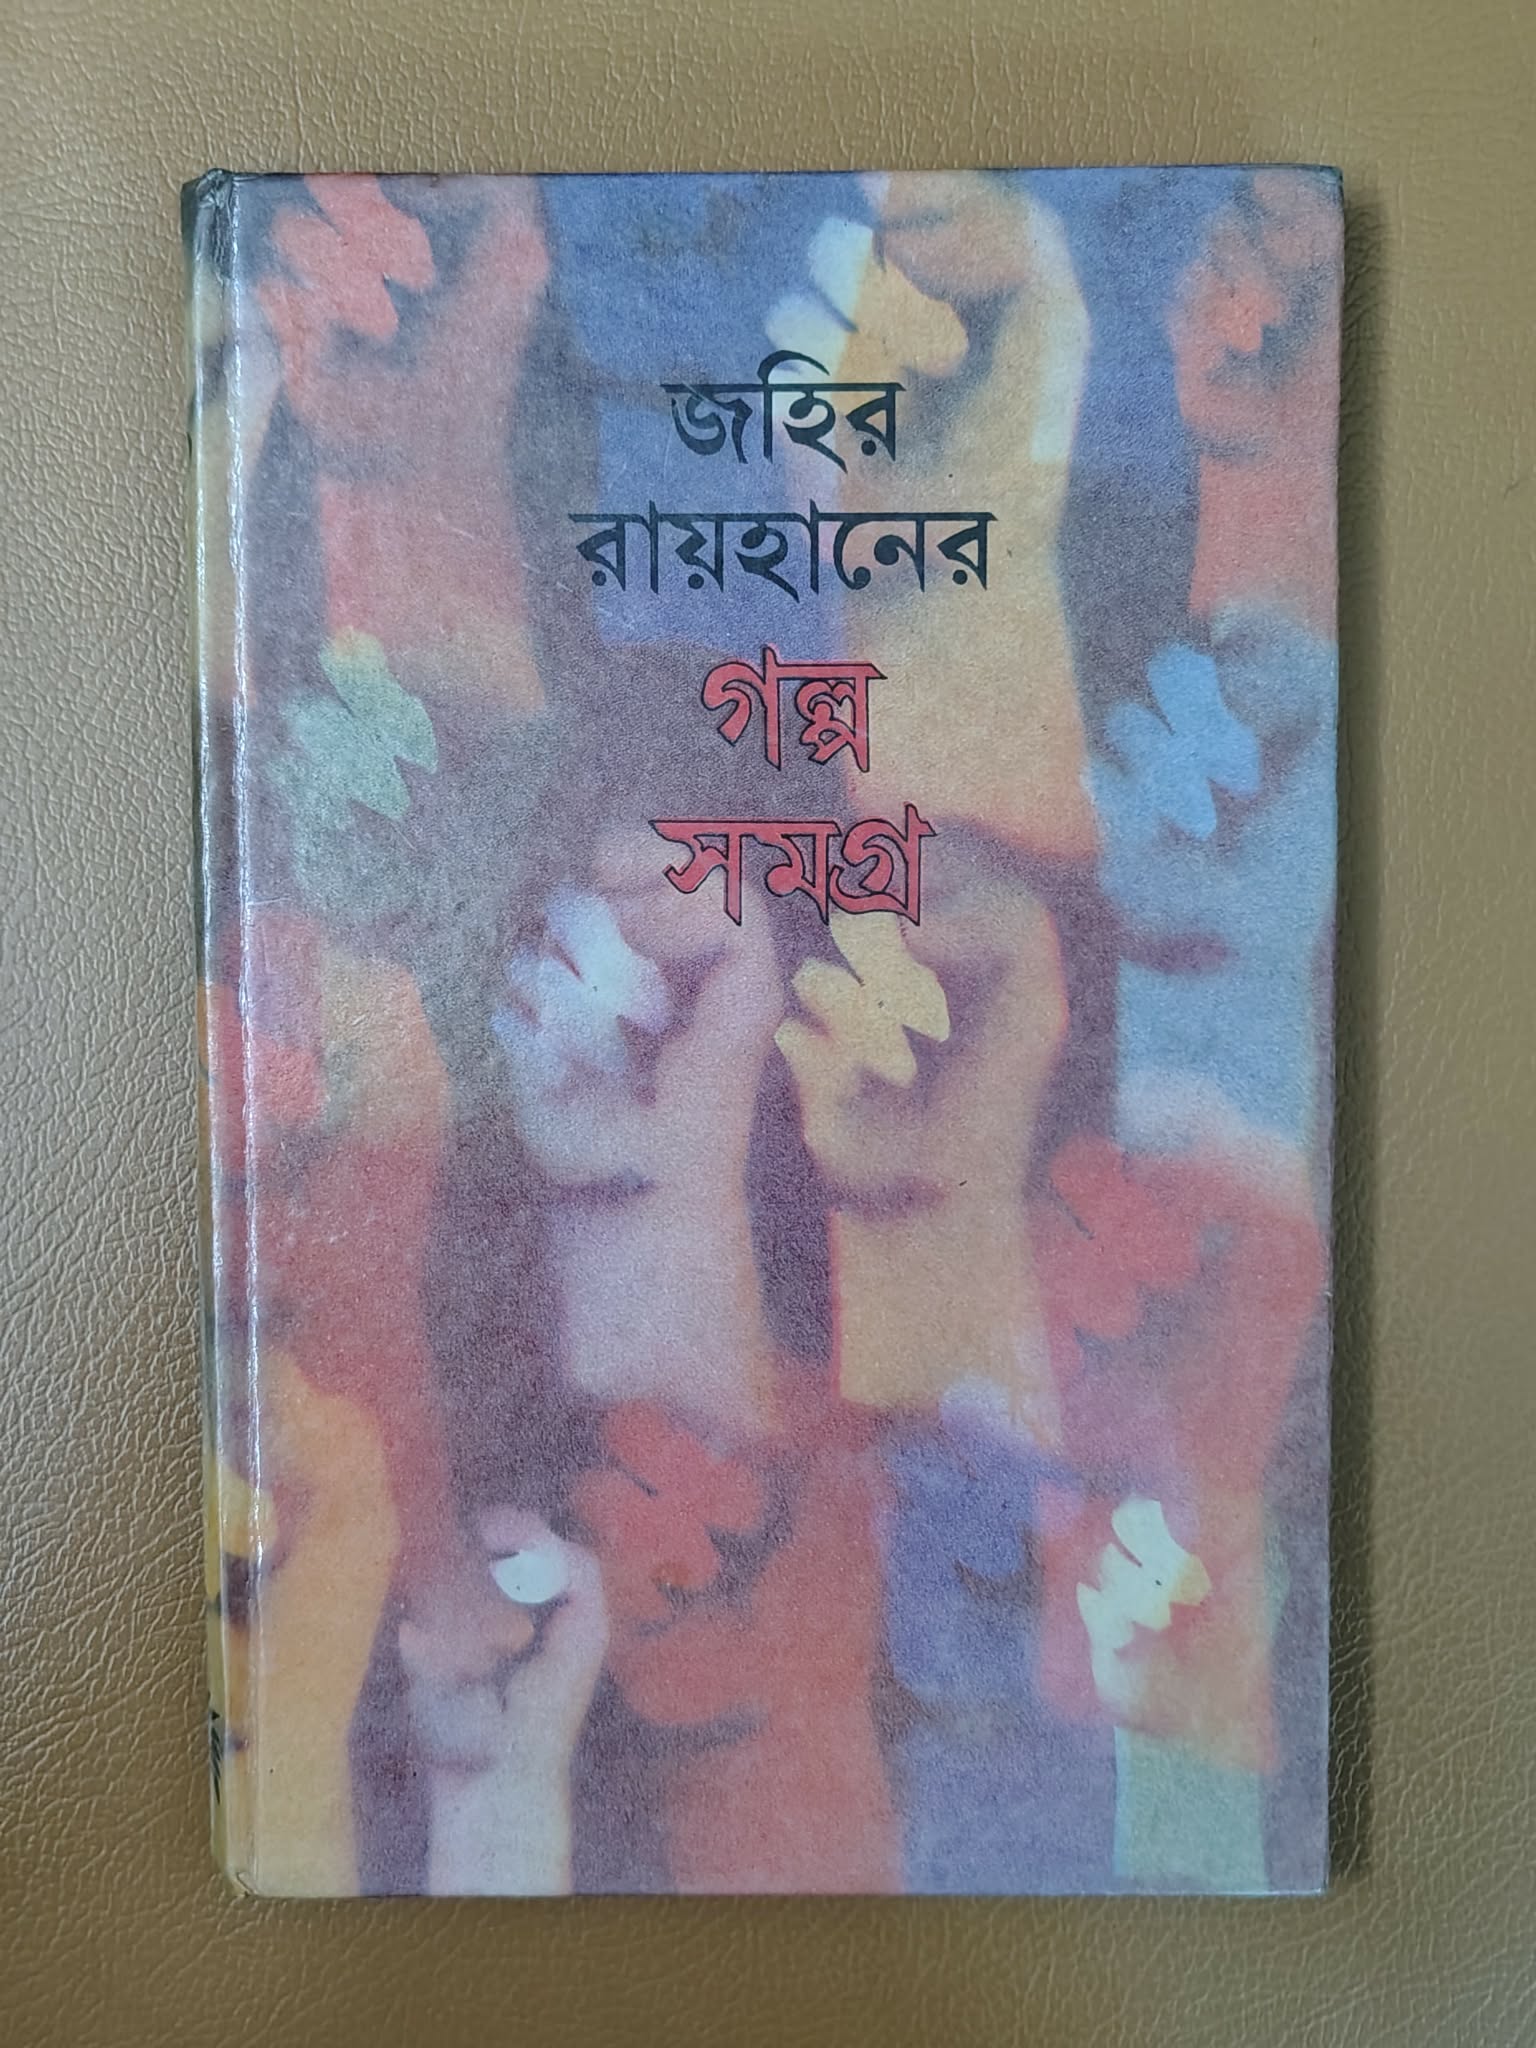 জহির
রায়হানের
গল্প
সমগ্র